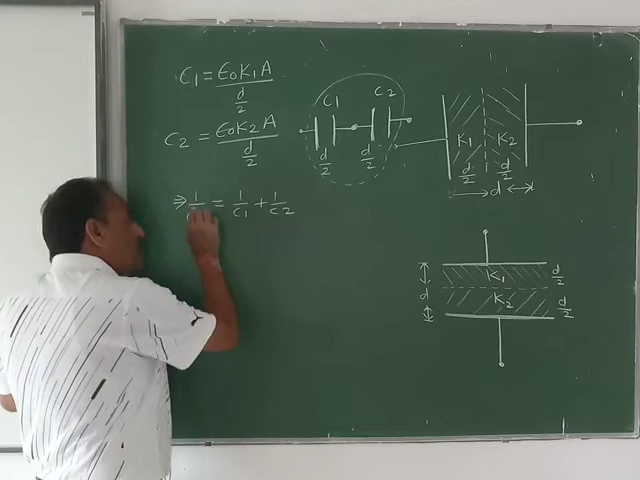 C1 = ε0K1A / d/2
C2 = ε0K2A / d/2
⇒ 1/ = 1/C1 + 1/C2
C1 C2
d/2 d/2
K1 K2
d/2 d/2
d
K1 d/2
d
K2 d/2